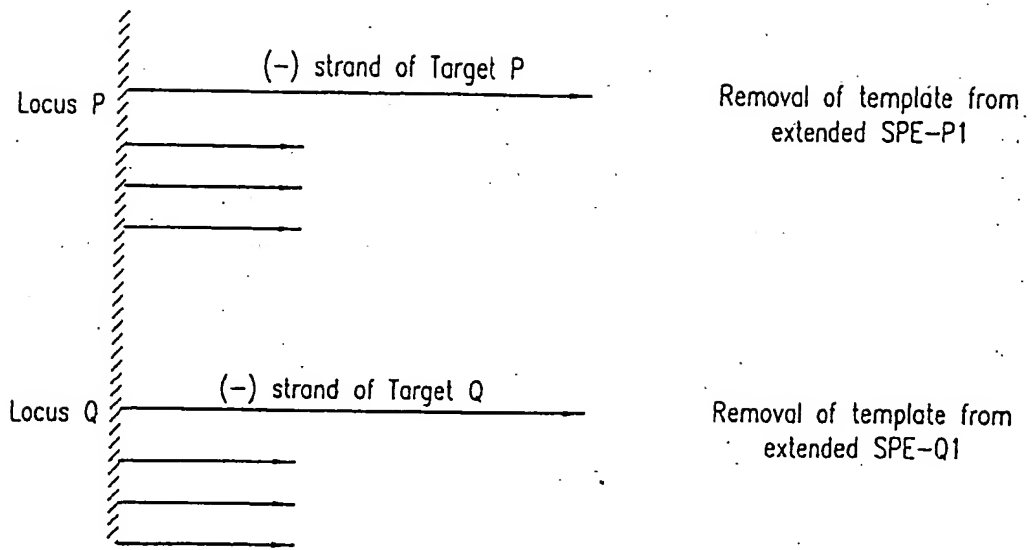 (-) strand of Target P
Locus P
Removal of template from
extended SPE-P1
(-) strand of Target Q
Locus Q
Removal of template from
extended SPE-Q1